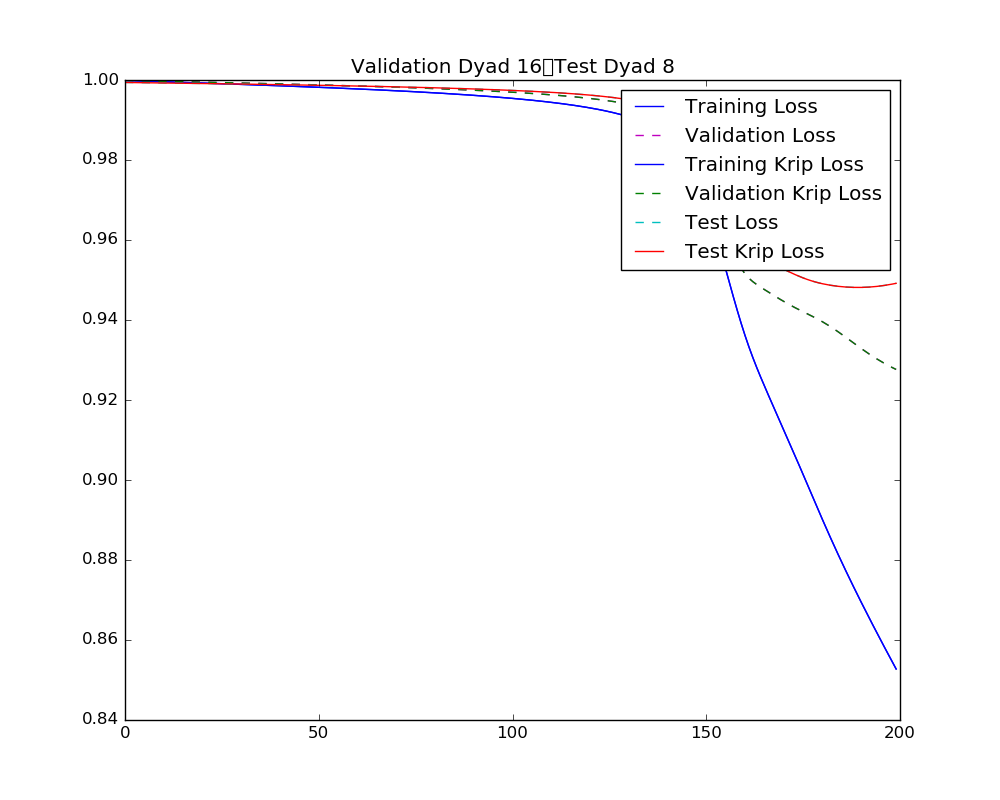 Validation Dyad 16▯Test Dyad 8
1.00
0.98
0.96
0.94
0.92
0.90
0.88
0.86
0.84
0
50
100
150
200
Training Loss
Validation Loss
Training Krip Loss
Validation Krip Loss
Test Loss
Test Krip Loss